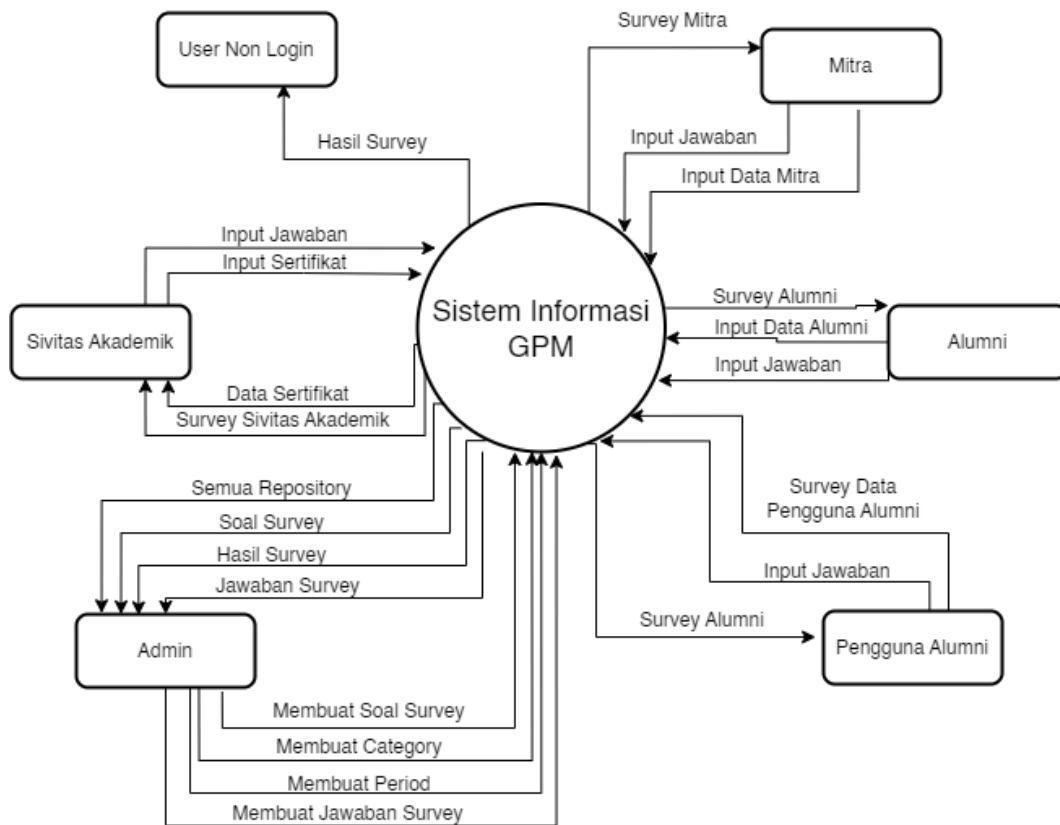 Survey Mitra
User Non Login
Mitra
Hasil Survey
Input Jawaban
Input Data Mitra
Input Jawaban
Input Sertifikat
Sistem Informasi
GPM
Survey Alumni
Input Data Alumni
Input Jawaban
Sivitas Akademik
Alumni
Data Sertifikat
Survey Sivitas Akademik
Semua Repository
Soal Survey
Hasil Survey
Jawaban Survey
Survey Data
Pengguna Alumni
Input Jawaban
Survey Alumni
Pengguna Alumni
Admin
Membuat Soal Survey
Membuat Category
Membuat Period
Membuat Jawaban Survey